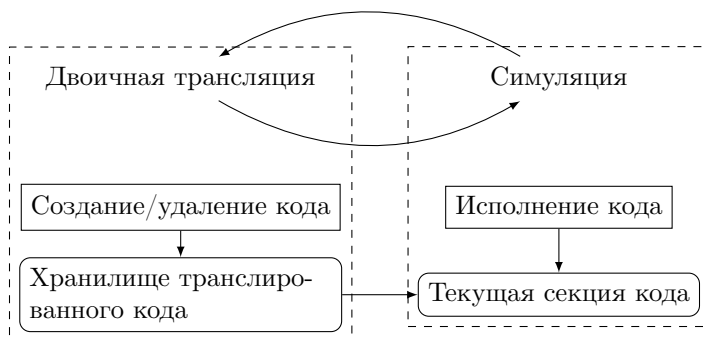 Двоичная трансляция
Симуляция
Создание/удаление кода
Исполнение кода
Хранилище транслиро-
ванного кода
Текущая секция кода